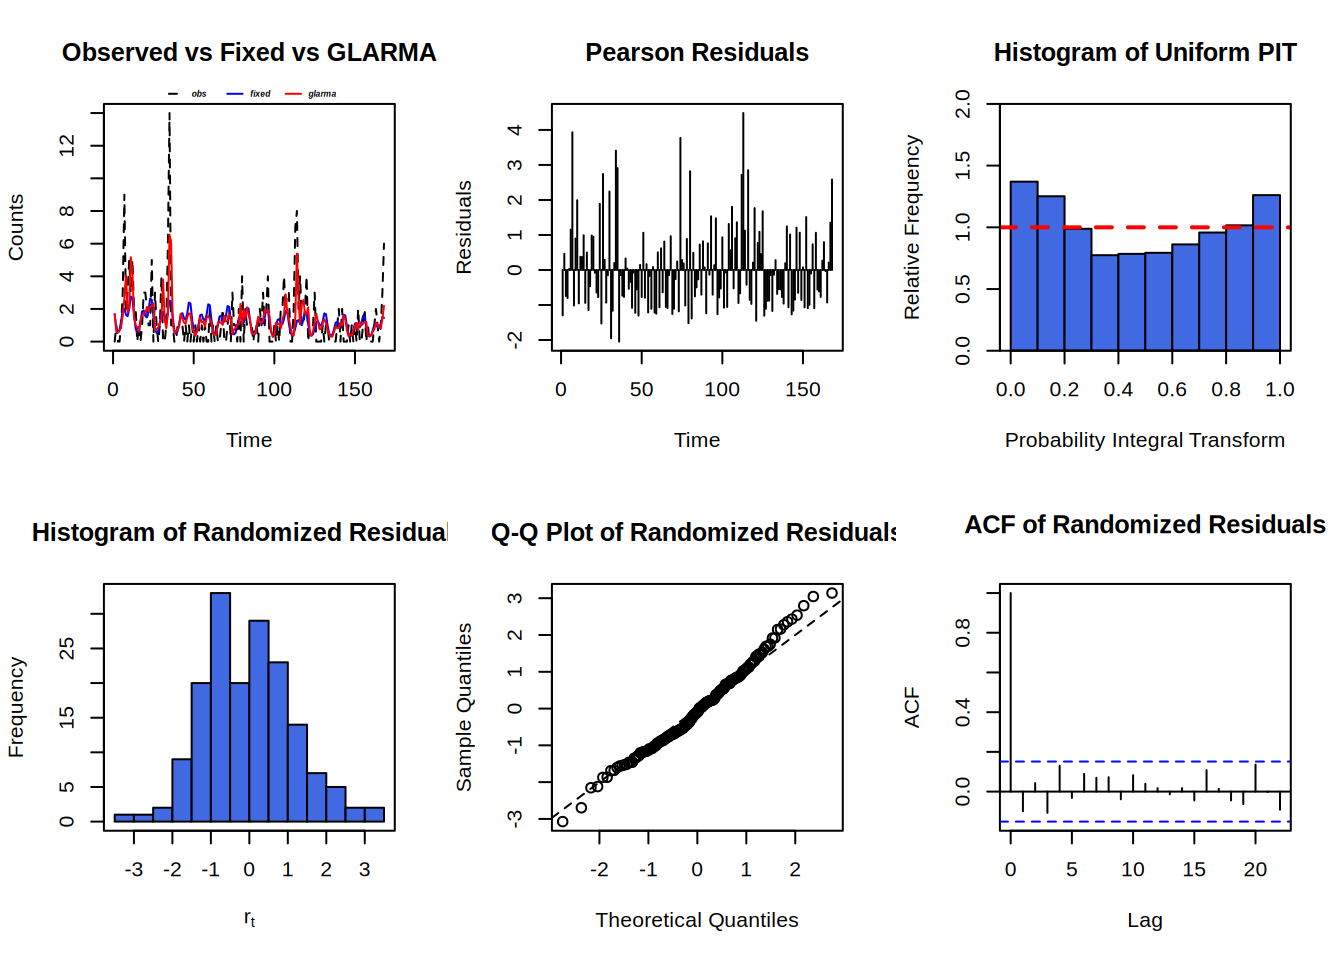 Observed vs Fixed vs GLARMA
obs fixed glarma
Counts
0 2 4 6 8 12
0 50 100 150
Time
Pearson Residuals
Residuals
-2 0 1 2 3 4
0 50 100 150
Time
Histogram of Uniform PIT
Relative Frequency
0.0 0.5 1.0 1.5 2.0
0.0 0.2 0.4 0.6 0.8 1.0
Probability Integral Transform
Histogram of Randomized Residual
Frequency
0 5 15 25
-3 -2 -1 0 1 2 3
rt
Q-Q Plot of Randomized Residuals
Sample Quantiles
-3 -1 0 1 2 3
-2 -1 0 1 2
Theoretical Quantiles
ACF of Randomized Residuals
ACF
0.0 0.4 0.8
0 5 10 15 20
Lag